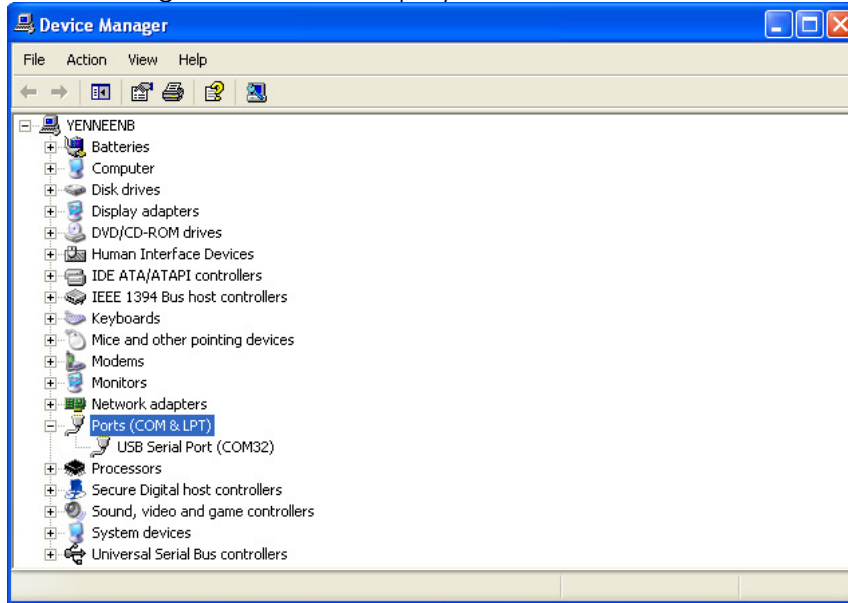 Device Manager
File Action View Help
YENNEENB
Batteries
Computer
Disk drives
Display adapters
DVD/CD-ROM drives
Human Interface Devices
IDE ATA/ATAPI controllers
IEEE 1394 Bus host controllers
Keyboards
Mice and other pointing devices
Modems
Monitors
Network adapters
Ports (COM & LPT)
USB Serial Port (COM32)
Processors
Secure Digital host controllers
Sound, video and game controllers
System devices
Universal Serial Bus controllers